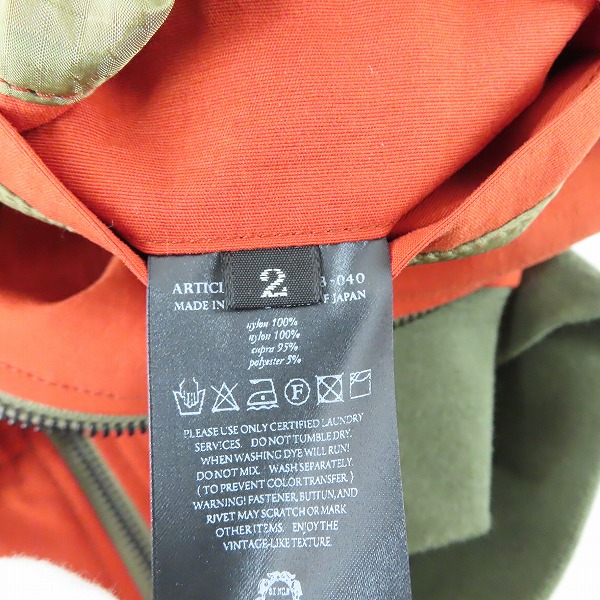 ARTIC 3-040
2
MADE IN JAPAN
nylon 100%
nylon 100%
cupra 95%
polyester 5%
F
PLEASE USE ONLY CERTIFIED LAUNDRY
SERVICES. DO NOT TUMBLE DRY.
WHEN WASHING DYE WILL RUN!
DO NOT MIX. WASH SEPARATELY.
( TO PREVENT COLOR TRANSFER. )
WARNING! FASTENER, BUTTUN, AND
RIVET MAY SCRATCH OR MARK
OTHER ITEMS. ENJOY THE
VINTAGE-LIKE TEXTURE.